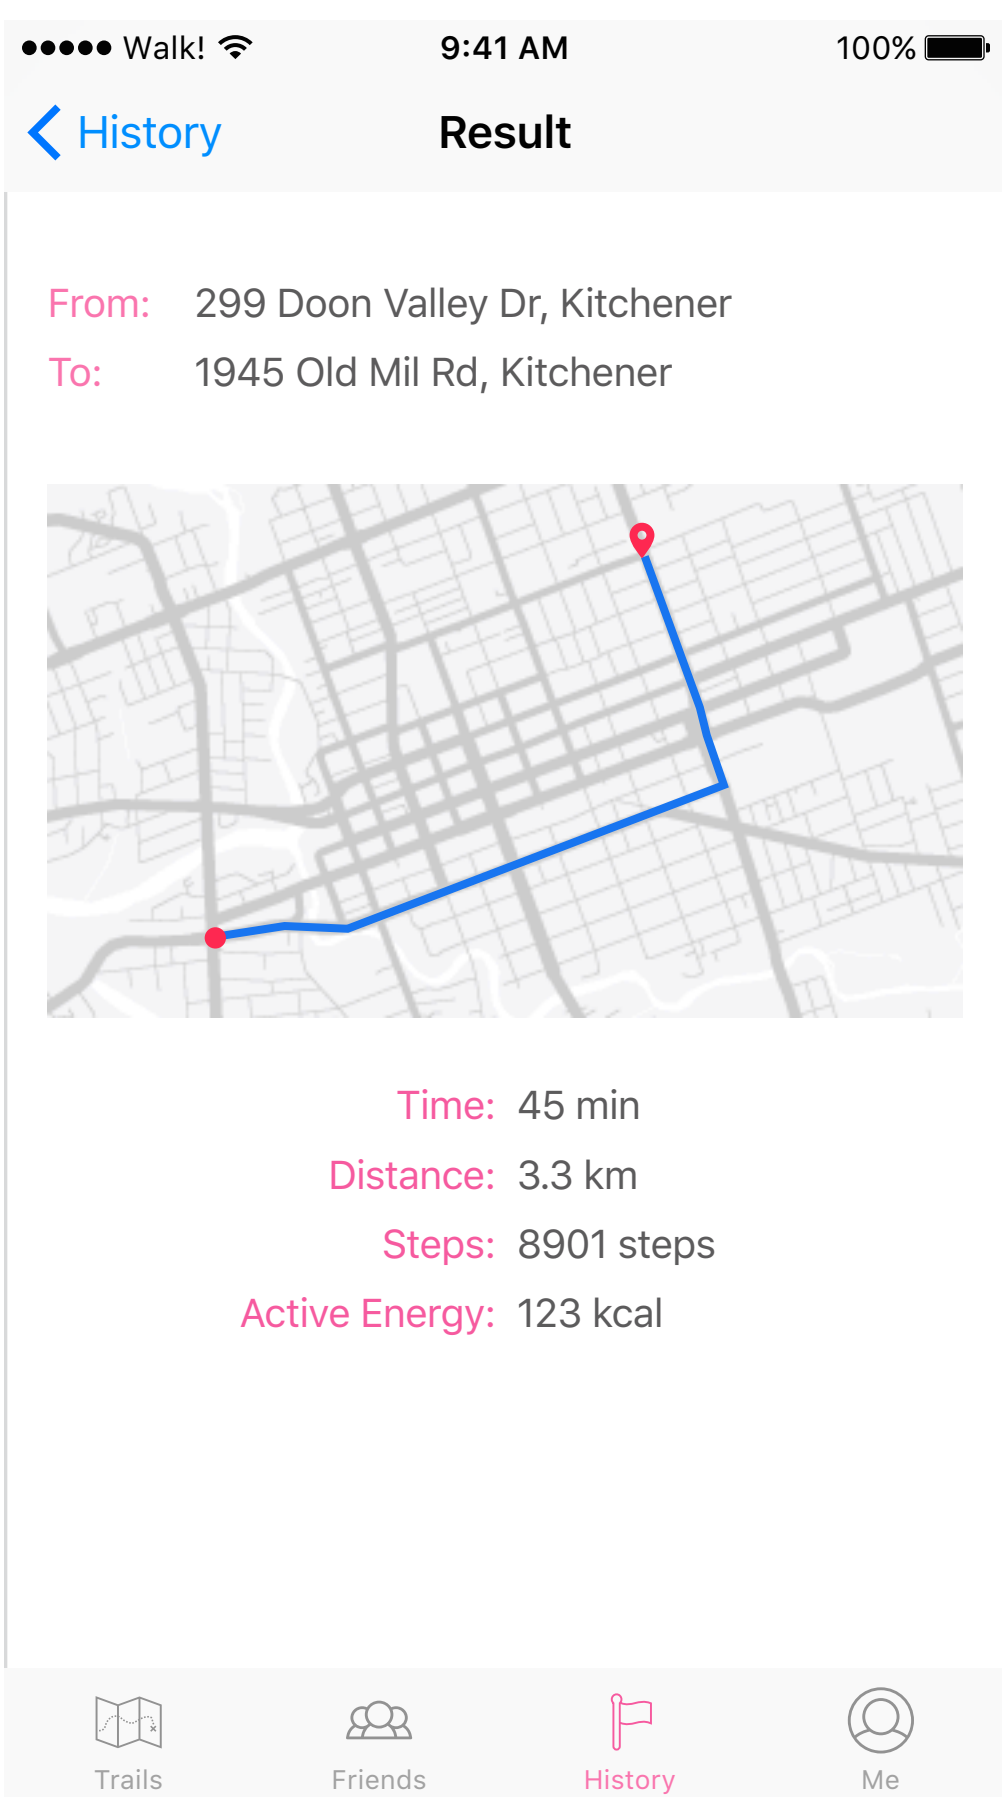 Walk! 9:41 AM 100%
History Result
From: 299 Doon Valley Dr, Kitchener
To: 1945 Old Mil Rd, Kitchener
Time: 45 min
Distance: 3.3 km
Steps: 8901 steps
Active Energy: 123 kcal
Trails Friends History Me